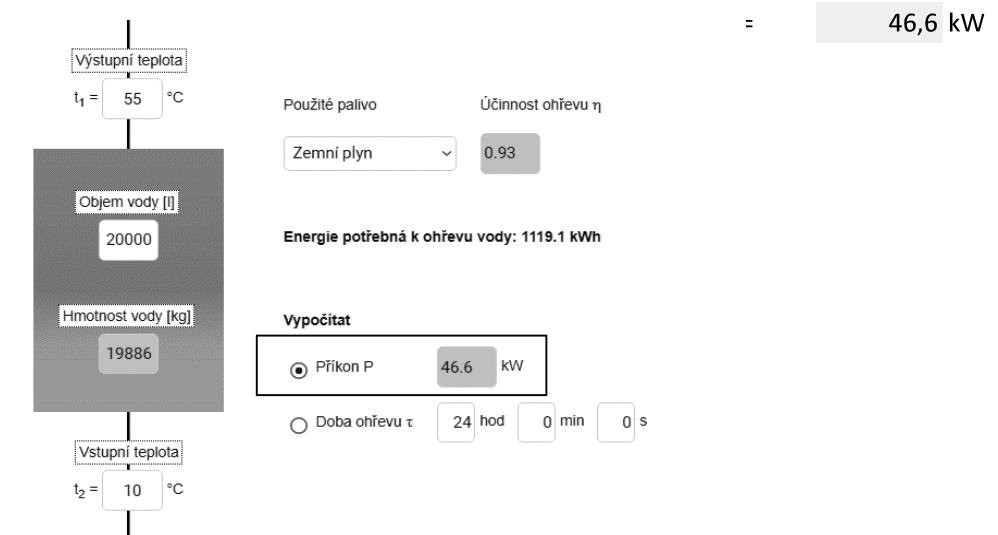 = 46,6 kW
Výstupní teplota
t₁ = 55 °C
Použité palivo Účinnost ohřevu η
Zemní plyn 0.93
Objem vody [l]
20000
Energie potřebná k ohřevu vody: 1119.1 kWh
Hmotnost vody [kg]
19886
Vypočítat
Příkon P 46.6 kW
Doba ohřevu τ 24 hod 0 min 0 s
Vstupní teplota
t₂ = 10 °C